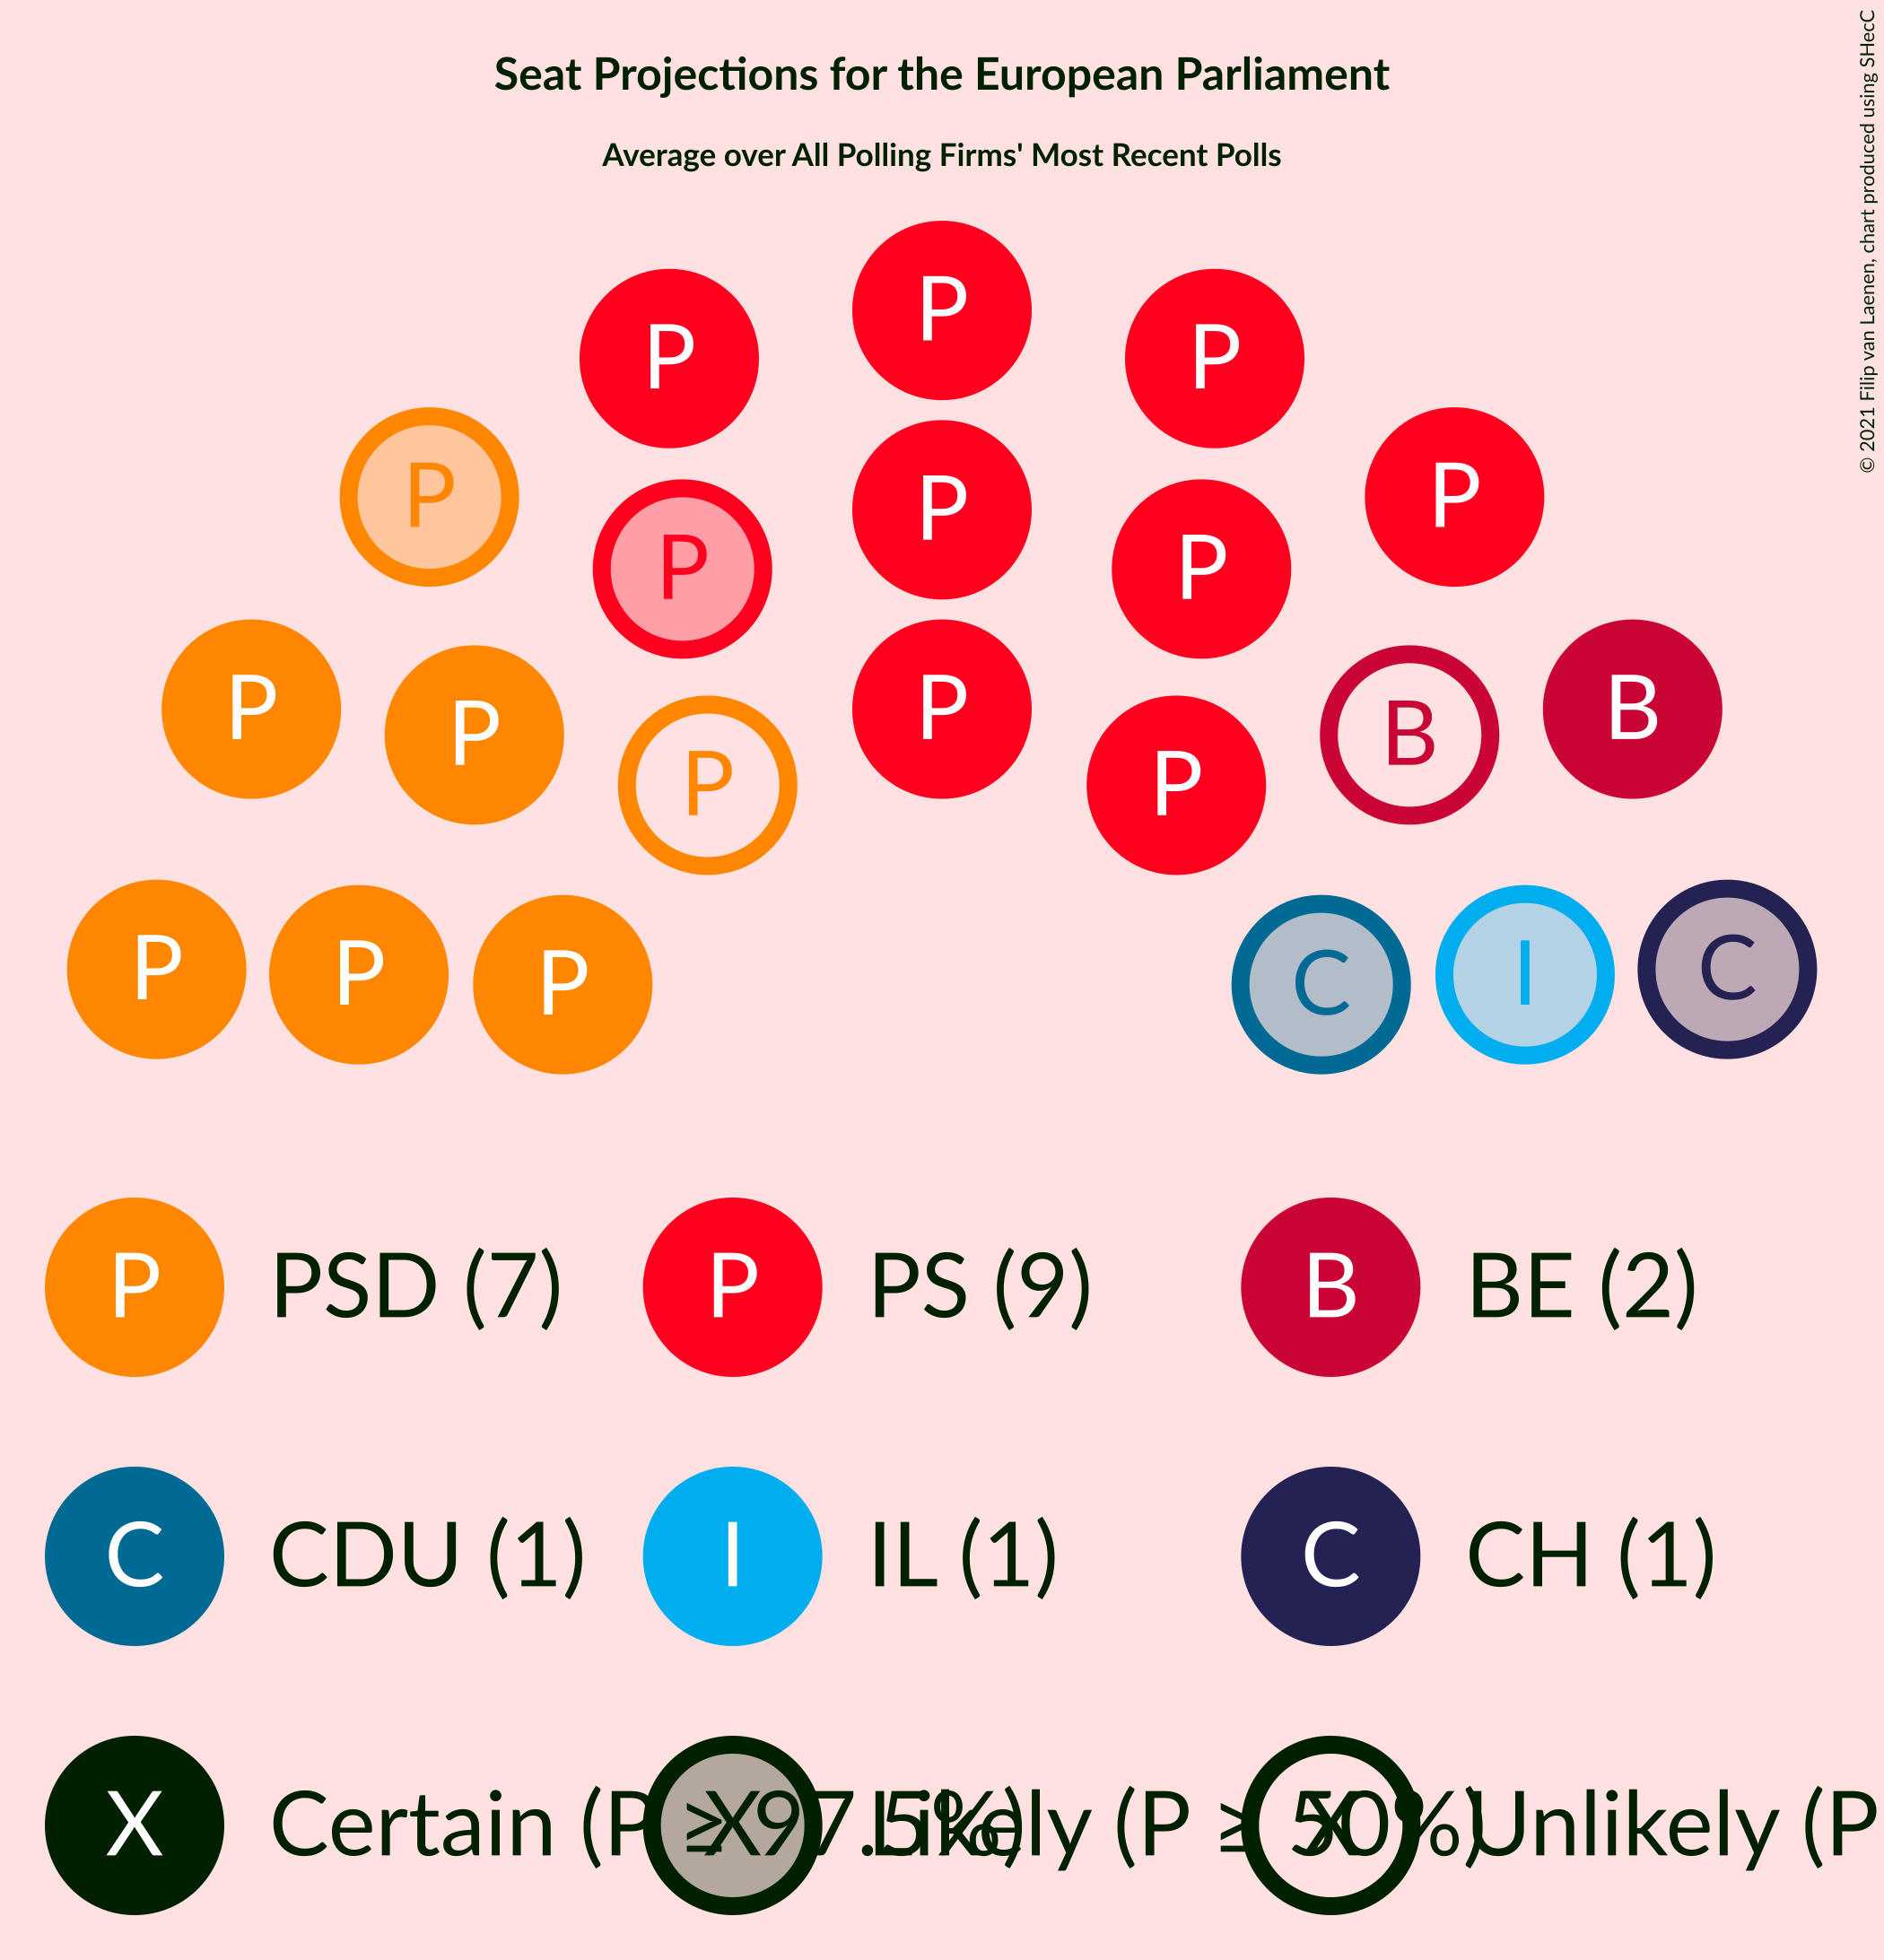 Seat Projections for the European Parliament
Average over All Polling Firms' Most Recent Polls
© 2021 Filip van Laenen, chart produced using SHecC
P
P P
P P
P P
P P
P P P P B B
P P
P P P C I C
P PSD (7) P PS (9) B BE (2)
C CDU (1) I IL (1) C CH (1)
X Certain (P ≥ 97.5%) X Likely (P ≥ 50%) X Unlikely (P